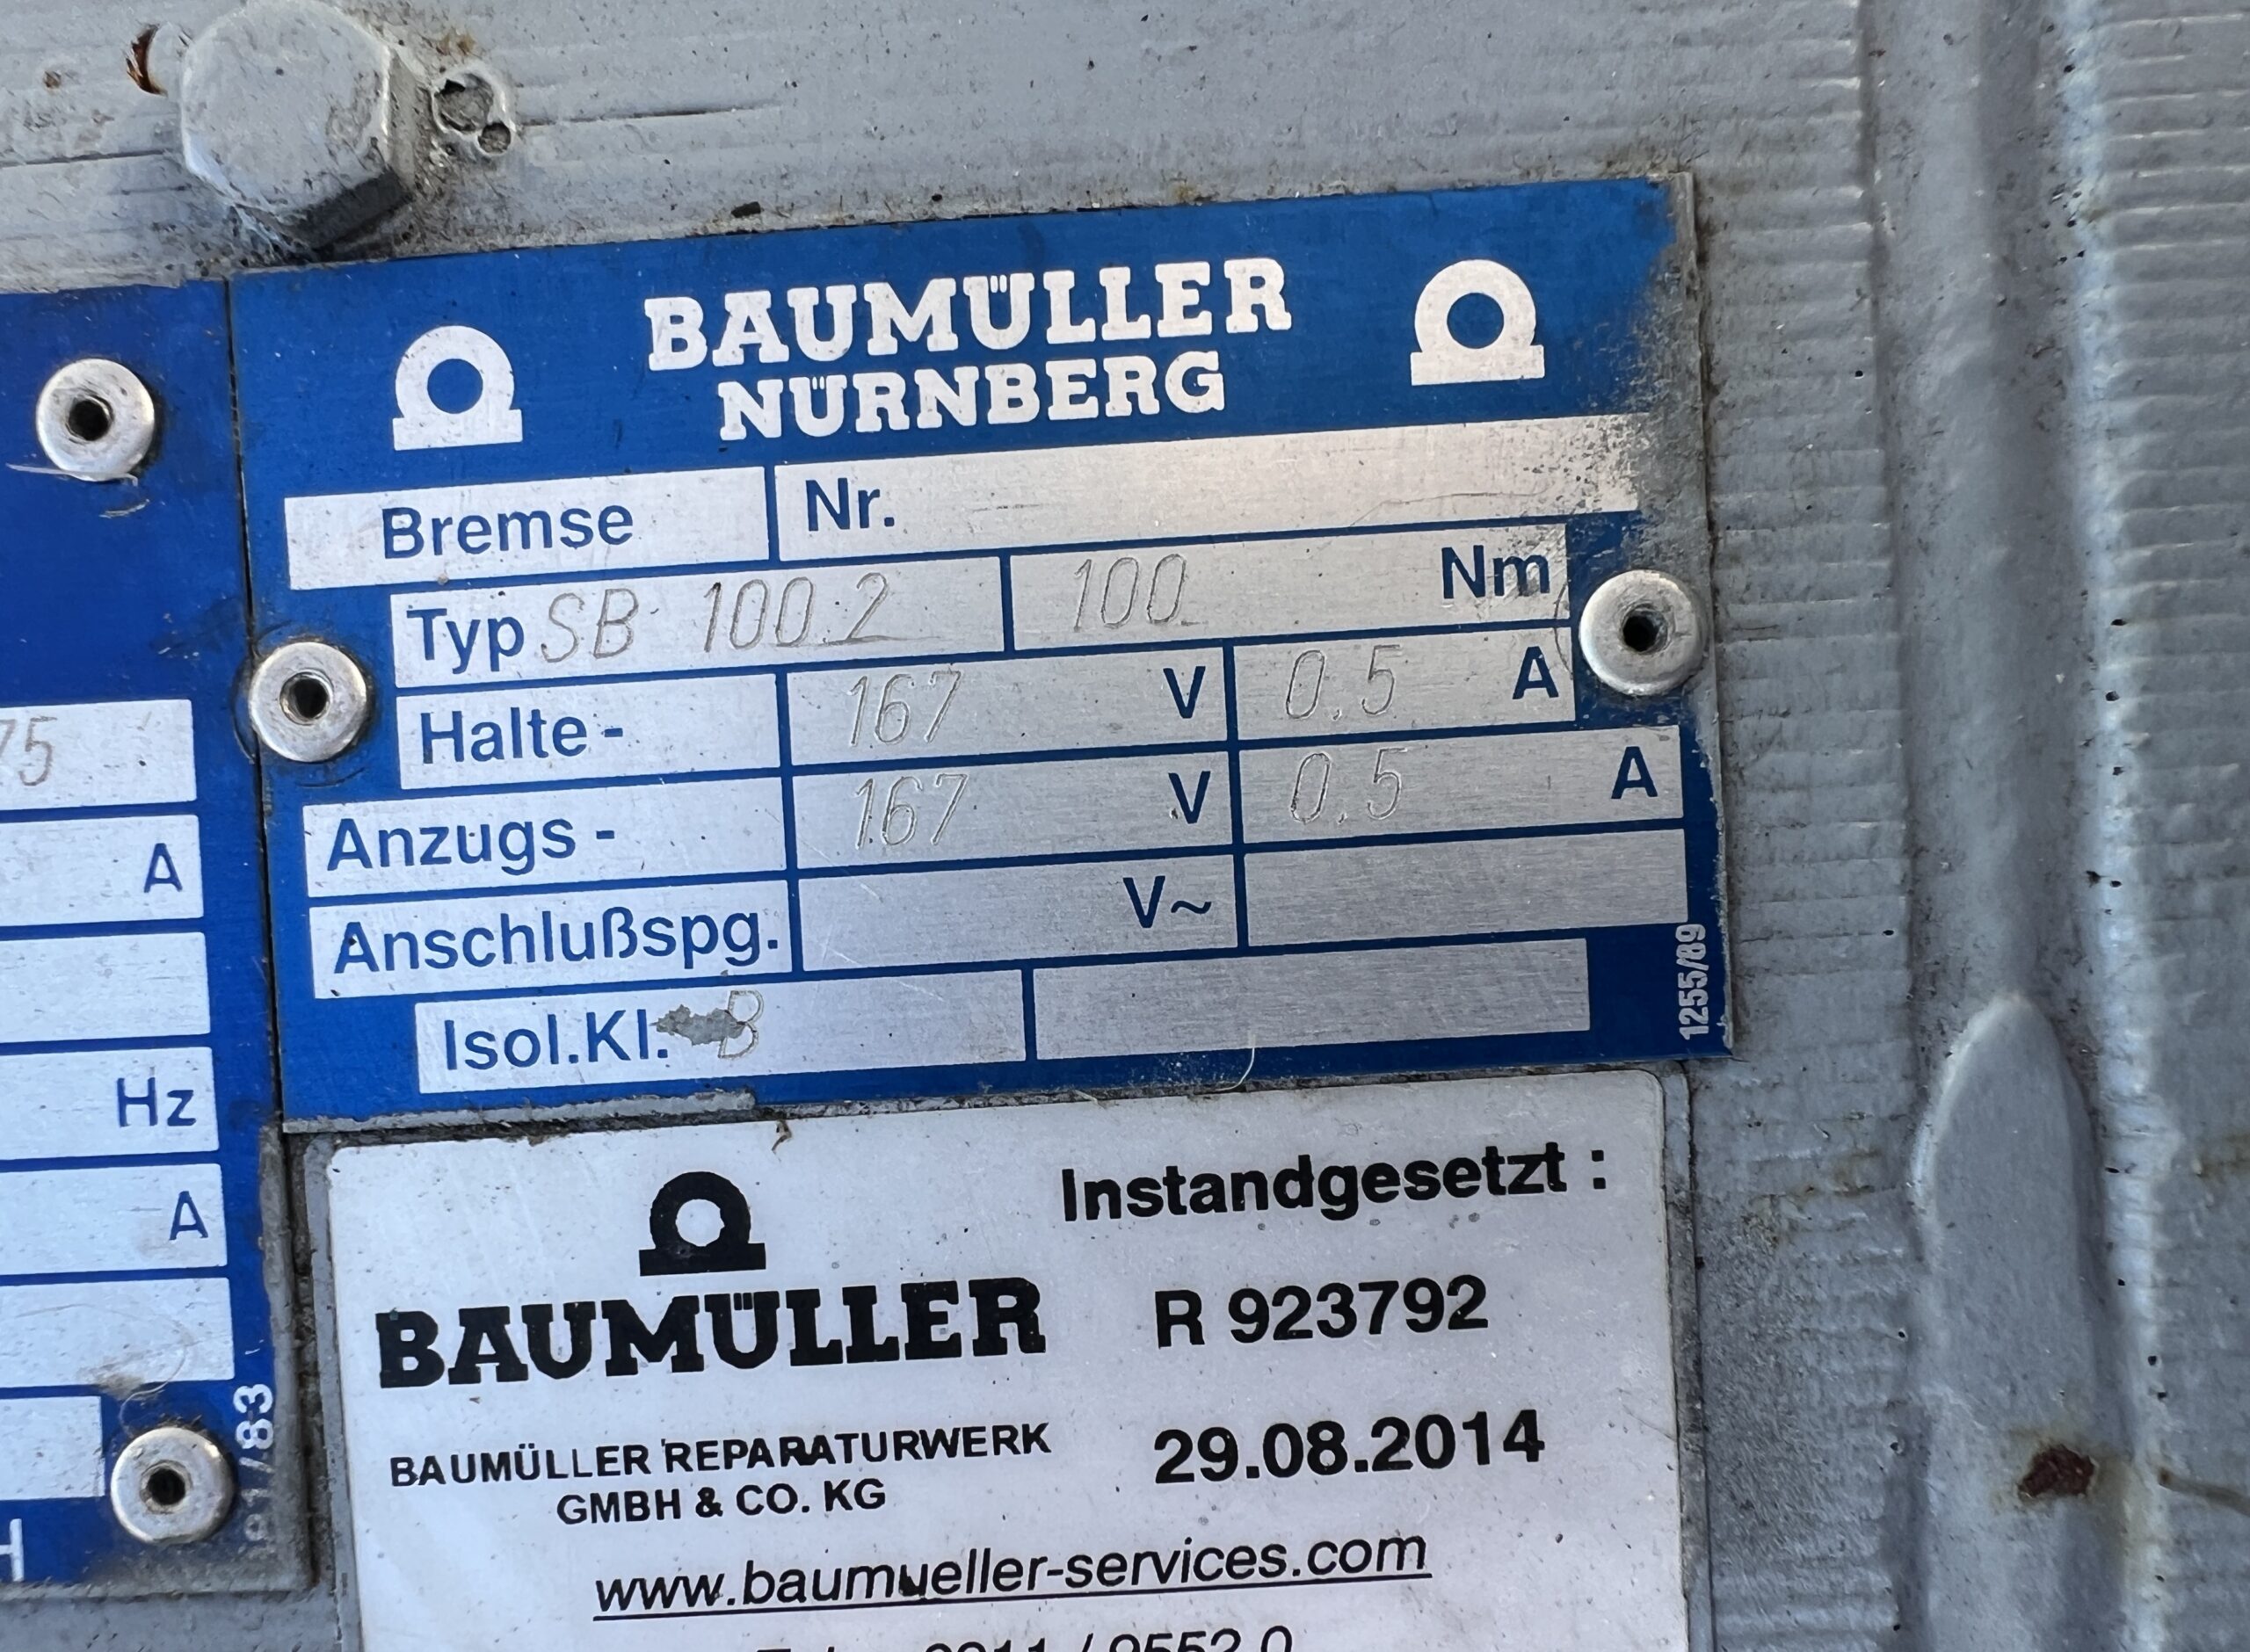 BAUMÜLLER
NÜRNBERG
Bremse Nr.
Typ SB 100.2 100 Nm
Halte- 167 V 0.5 A
Anzugs- 167 V 0.5 A
Anschlußspg. V~
Isol.Kl. B
1255/89
75
A
Hz
A
/83
H
Instandgesetzt :
BAUMÜLLER
R 923792
BAUMÜLLER REPARATURWERK
GMBH & CO. KG
29.08.2014
www.baumueller-services.com